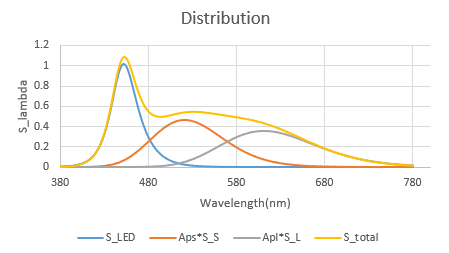 Distribution
1.2
1
0.8
0.6
0.4
0.2
0
S_lambda
380 480 580 680 780
Wavelength(nm)
S_LED Aps*S_S Apl*S_L S_total